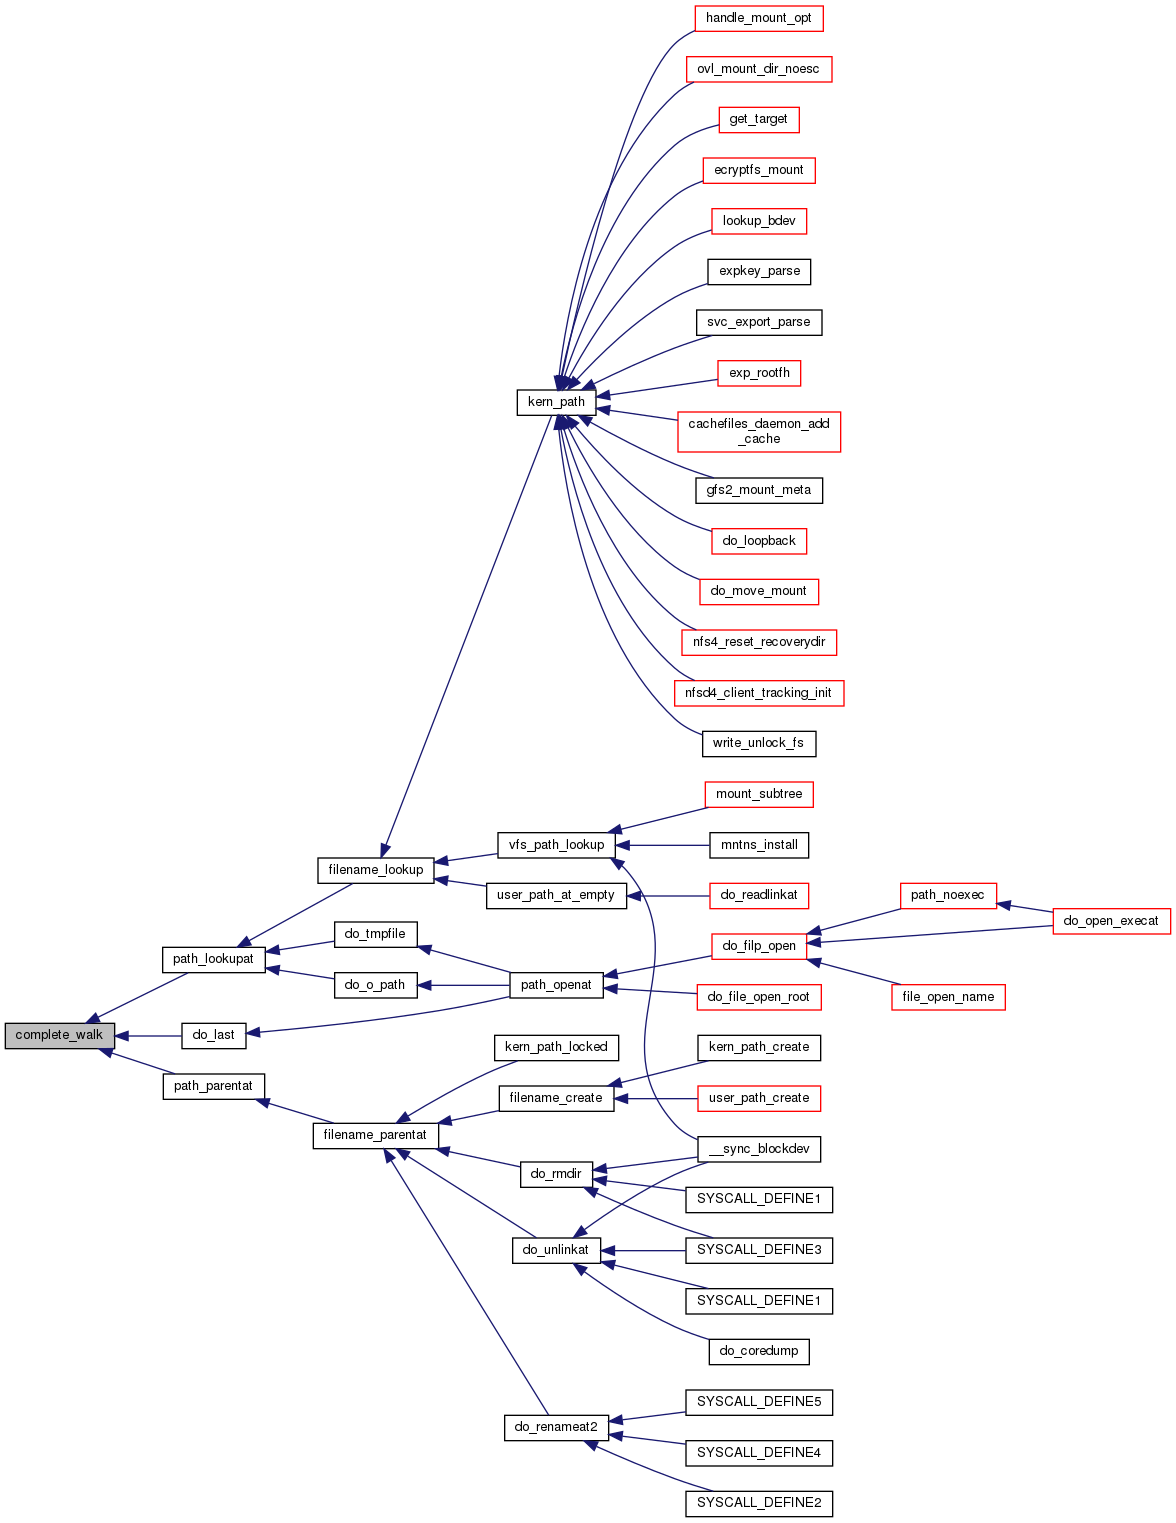 handle_mount_opt
ovl_mount_dir_noesc
get_target
ecryptfs_mount
lookup_bdev
expkey_parse
svc_export_parse
exp_rootfh
kern_path
cachefiles_daemon_add
_cache
gfs2_mount_meta
do_loopback
do_move_mount
nfs4_reset_recoverydir
nfsd4_client_tracking_init
write_unlock_fs
mount_subtree
vfs_path_lookup
mntns_install
filename_lookup
user_path_at_empty
do_readlinkat
path_noexec
do_open_execat
do_tmpfile
do_filp_open
path_lookupat
do_o_path
path_openat
do_file_open_root
file_open_name
complete_walk
do_last
kern_path_locked
kern_path_create
path_parentat
filename_create
user_path_create
filename_parentat
__sync_blockdev
do_rmdir
SYSCALL_DEFINE1
do_unlinkat
SYSCALL_DEFINE3
SYSCALL_DEFINE1
do_coredump
SYSCALL_DEFINE5
do_renameat2
SYSCALL_DEFINE4
SYSCALL_DEFINE2